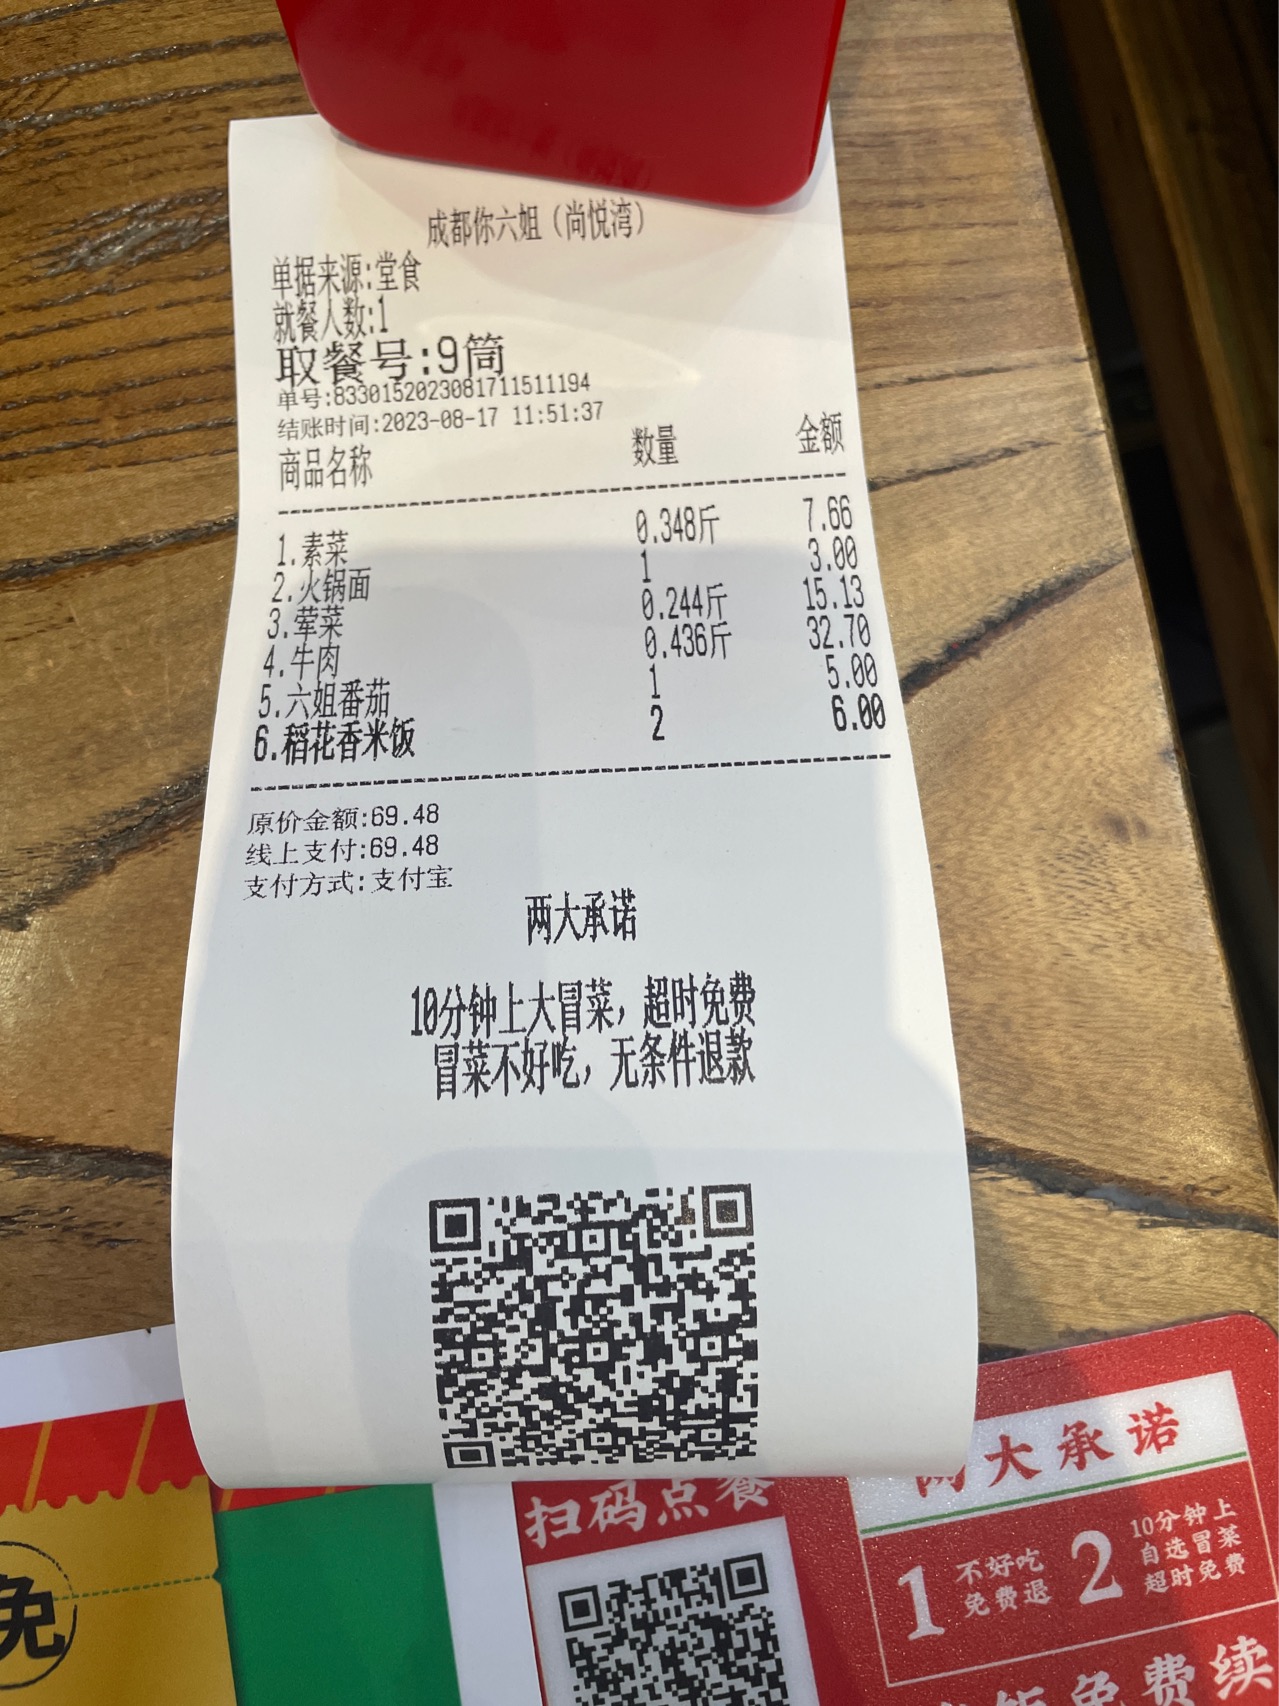 成都你六姐（尚悦湾）
单据来源:堂食
就餐人数:1
取餐号:9筒
单号:8330152023081711511194
结账时间:2023-08-17 11:51:37
商品名称 数量 金额
1.素菜 0.348斤 7.66
2.火锅面 1 3.00
3.荤菜 0.244斤 15.13
4.牛肉 0.436斤 32.70
5.六姐番茄 1 5.00
6.稻花香米饭 2 6.00
原价金额:69.48
线上支付:69.48
支付方式:支付宝
两大承诺
10分钟上大冒菜，超时免费
冒菜不好吃，无条件退款
免
扫码点餐
两大承诺
1 不好吃
免费退
2 10分钟上
自选冒菜
超时免费
饭免费续